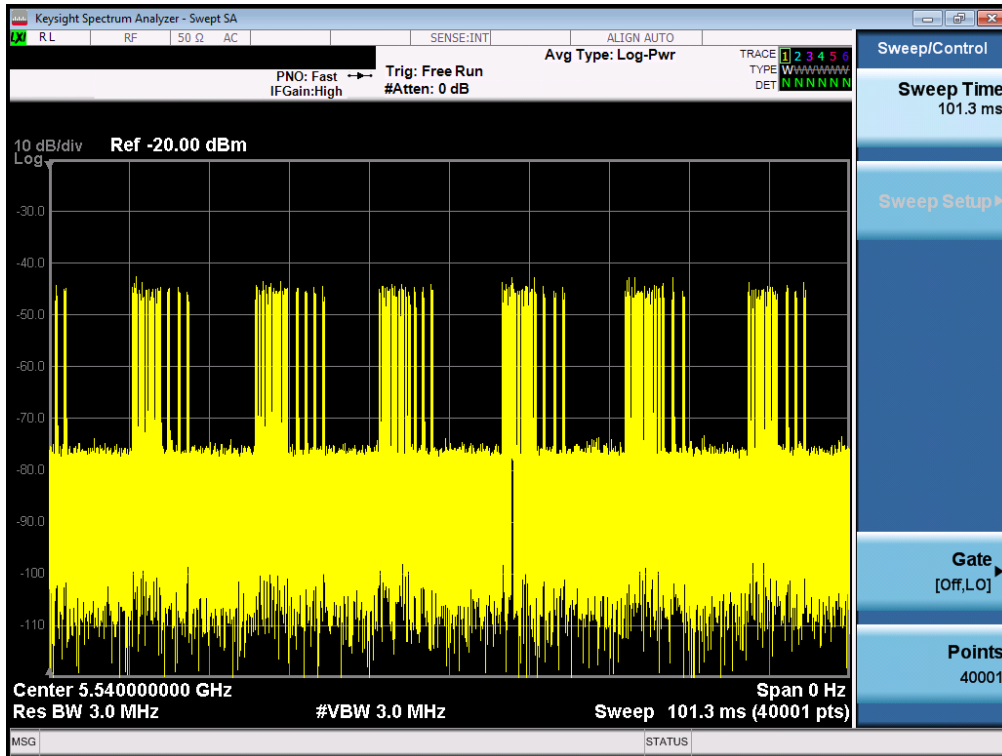 Keysight Spectrum Analyzer - Swept SA
LXI RL RF 50 Ω AC SENSE:INT ALIGN AUTO
Sweep/Control
Avg Type: Log-Pwr
TRACE 1 2 3 4 5 6
PNO: Fast Trig: Free Run
TYPE WWWWWW
IFGain:High #Atten: 0 dB
DET N N N N N N
Sweep Time
101.3 ms
10 dB/div Ref -20.00 dBm
Log
Sweep Setup
-30.0
-40.0
-50.0
-60.0
-70.0
-80.0
-90.0
-100
-110
Gate
[Off,LO]
Points
40001
Center 5.540000000 GHz Span 0 Hz
Res BW 3.0 MHz #VBW 3.0 MHz Sweep 101.3 ms (40001 pts)
MSG STATUS